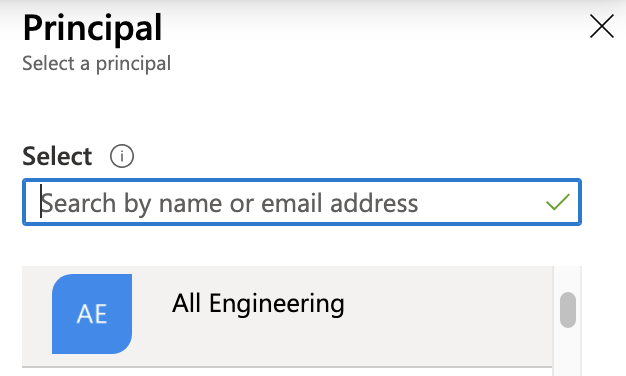 Principal
Select a principal
Select
Search by name or email address
AE
All Engineering